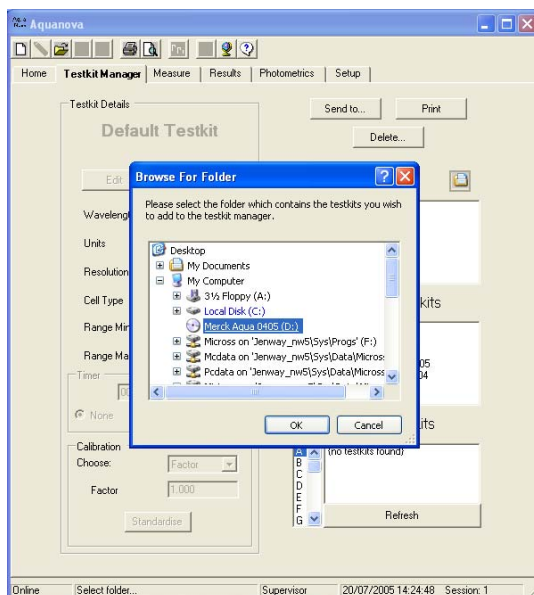 Aquanova
Home Testkit Manager Measure Results Photometrics Setup
Testkit Details
Send to... Print
Default Testkit
Delete...
Edit
Browse For Folder
Please select the folder which contains the testkits you wish
to add to the testkit manager.
Wavelengt
Units
Resolution
Cell Type
Range Min
Range Ma
Desktop
My Documents
My Computer
3½ Floppy (A:)
Local Disk (C:)
Merck Aqua 0405 (D:)
Micross on 'Jenway_nw5\Sys\Progs' (F:)
Mcdata on 'Jenway_nw5\Sys\Data\Micross
Pcdata on 'Jenway_nw5\Sys\Data\Micross
kits
05
04
Timer
00
None
OK Cancel
kits
Calibration
Choose: Factor
Factor 1.000
Standardise
A
B
C
D
E
F
G
(no testkits found)
Refresh
Online Select folder... Supervisor 20/07/2005 14:24:48 Session: 1